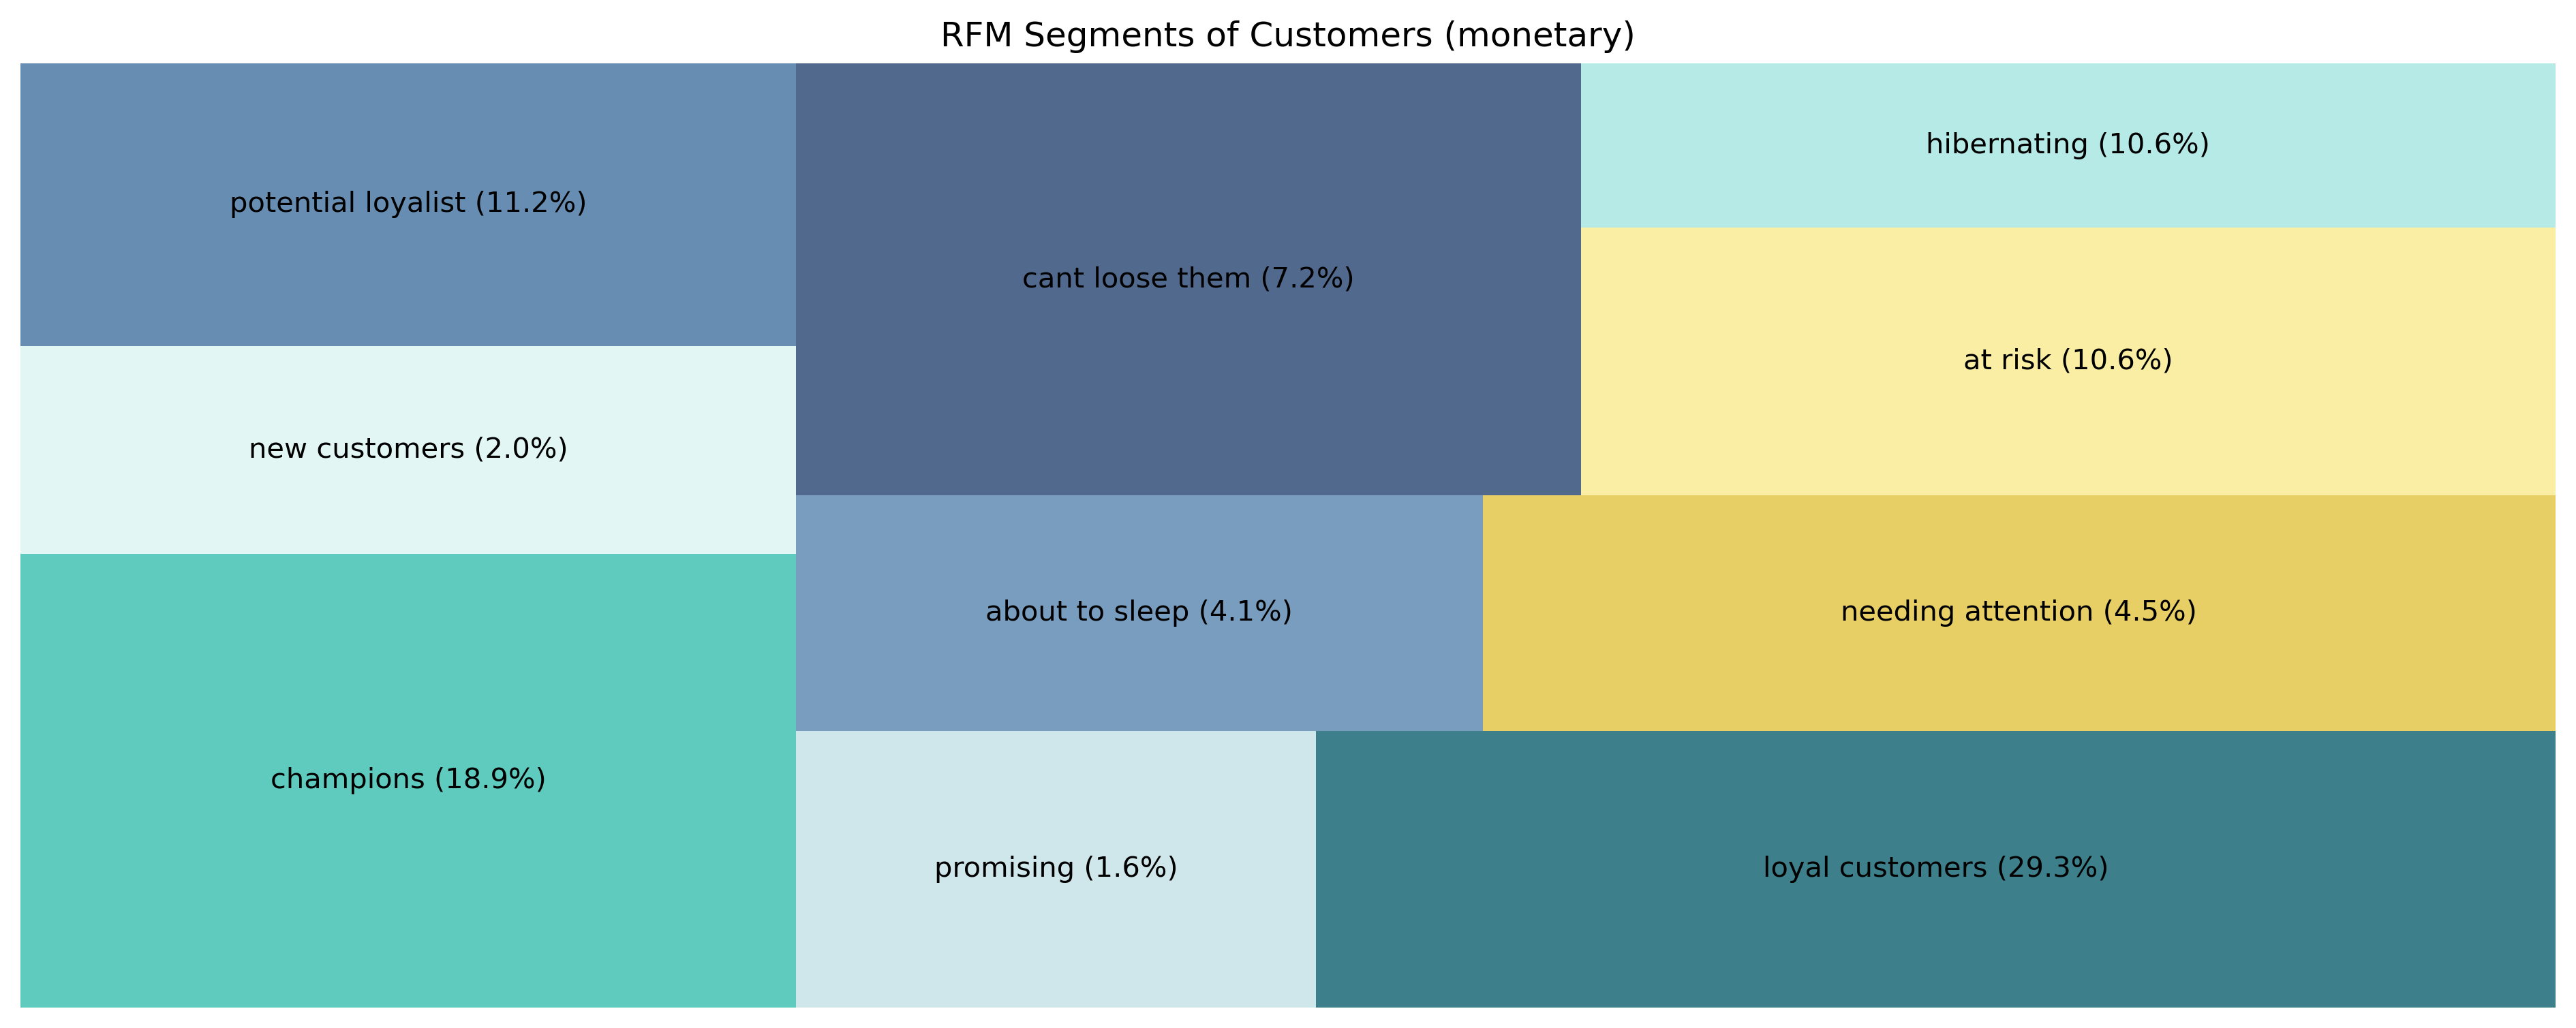 RFM Segments of Customers (monetary)
potential loyalist (11.2%)
new customers (2.0%)
champions (18.9%)
cant loose them (7.2%)
hibernating (10.6%)
at risk (10.6%)
about to sleep (4.1%)
needing attention (4.5%)
promising (1.6%)
loyal customers (29.3%)